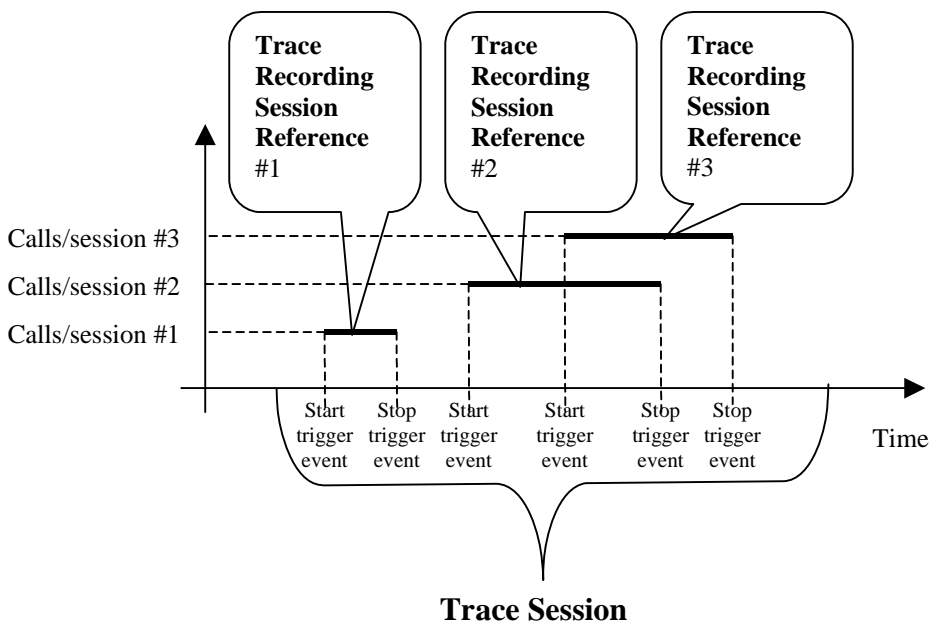 Trace
Recording
Session
Reference
#1
Trace
Recording
Session
Reference
#2
Trace
Recording
Session
Reference
#3
Calls/session #3
Calls/session #2
Calls/session #1
Start
trigger
event
Stop
trigger
event
Start
trigger
event
Start
trigger
event
Stop
trigger
event
Stop
trigger
event
Time
Trace Session